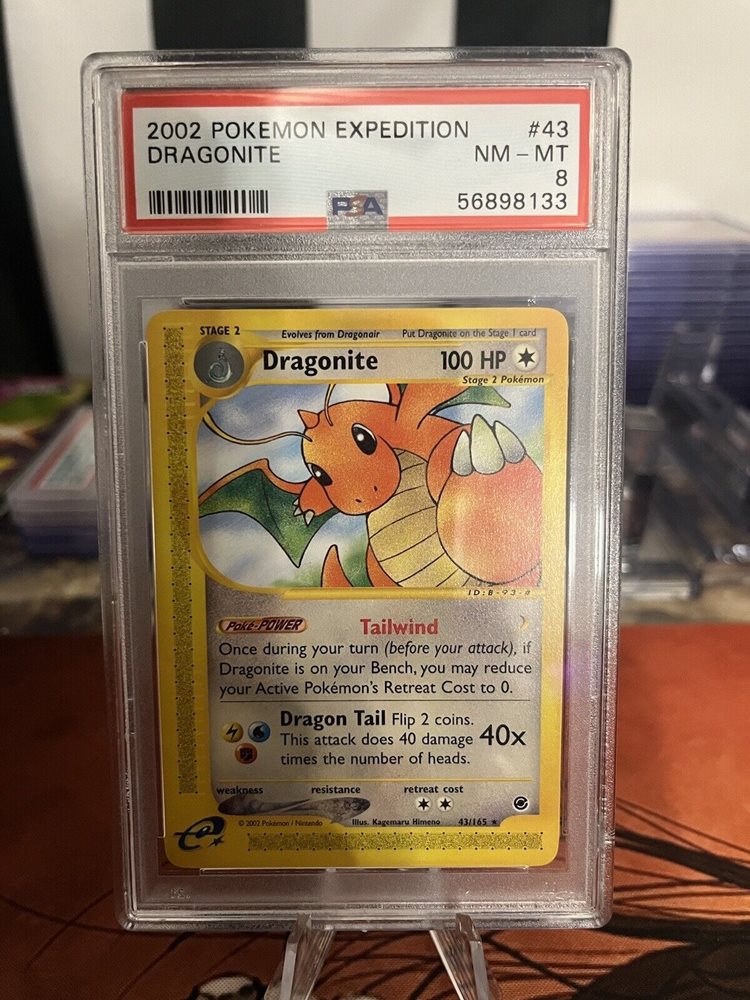 2002 POKEMON EXPEDITION #43
DRAGONITE NM - MT
8
PSA 56898133
STAGE 2 Evolves from Dragonair Put Dragonite on the Stage 1 card
Dragonite 100 HP
Stage 2 Pokémon
ID:B-93-#
Poké-POWER Tailwind
Once during your turn (before your attack), if
Dragonite is on your Bench, you may reduce
your Active Pokémon's Retreat Cost to 0.
Dragon Tail Flip 2 coins.
This attack does 40 damage 40x
times the number of heads.
weakness resistance retreat cost
© 2002 Pokémon / Nintendo Illus. Kagemaru Himeno 43/165 ★
e